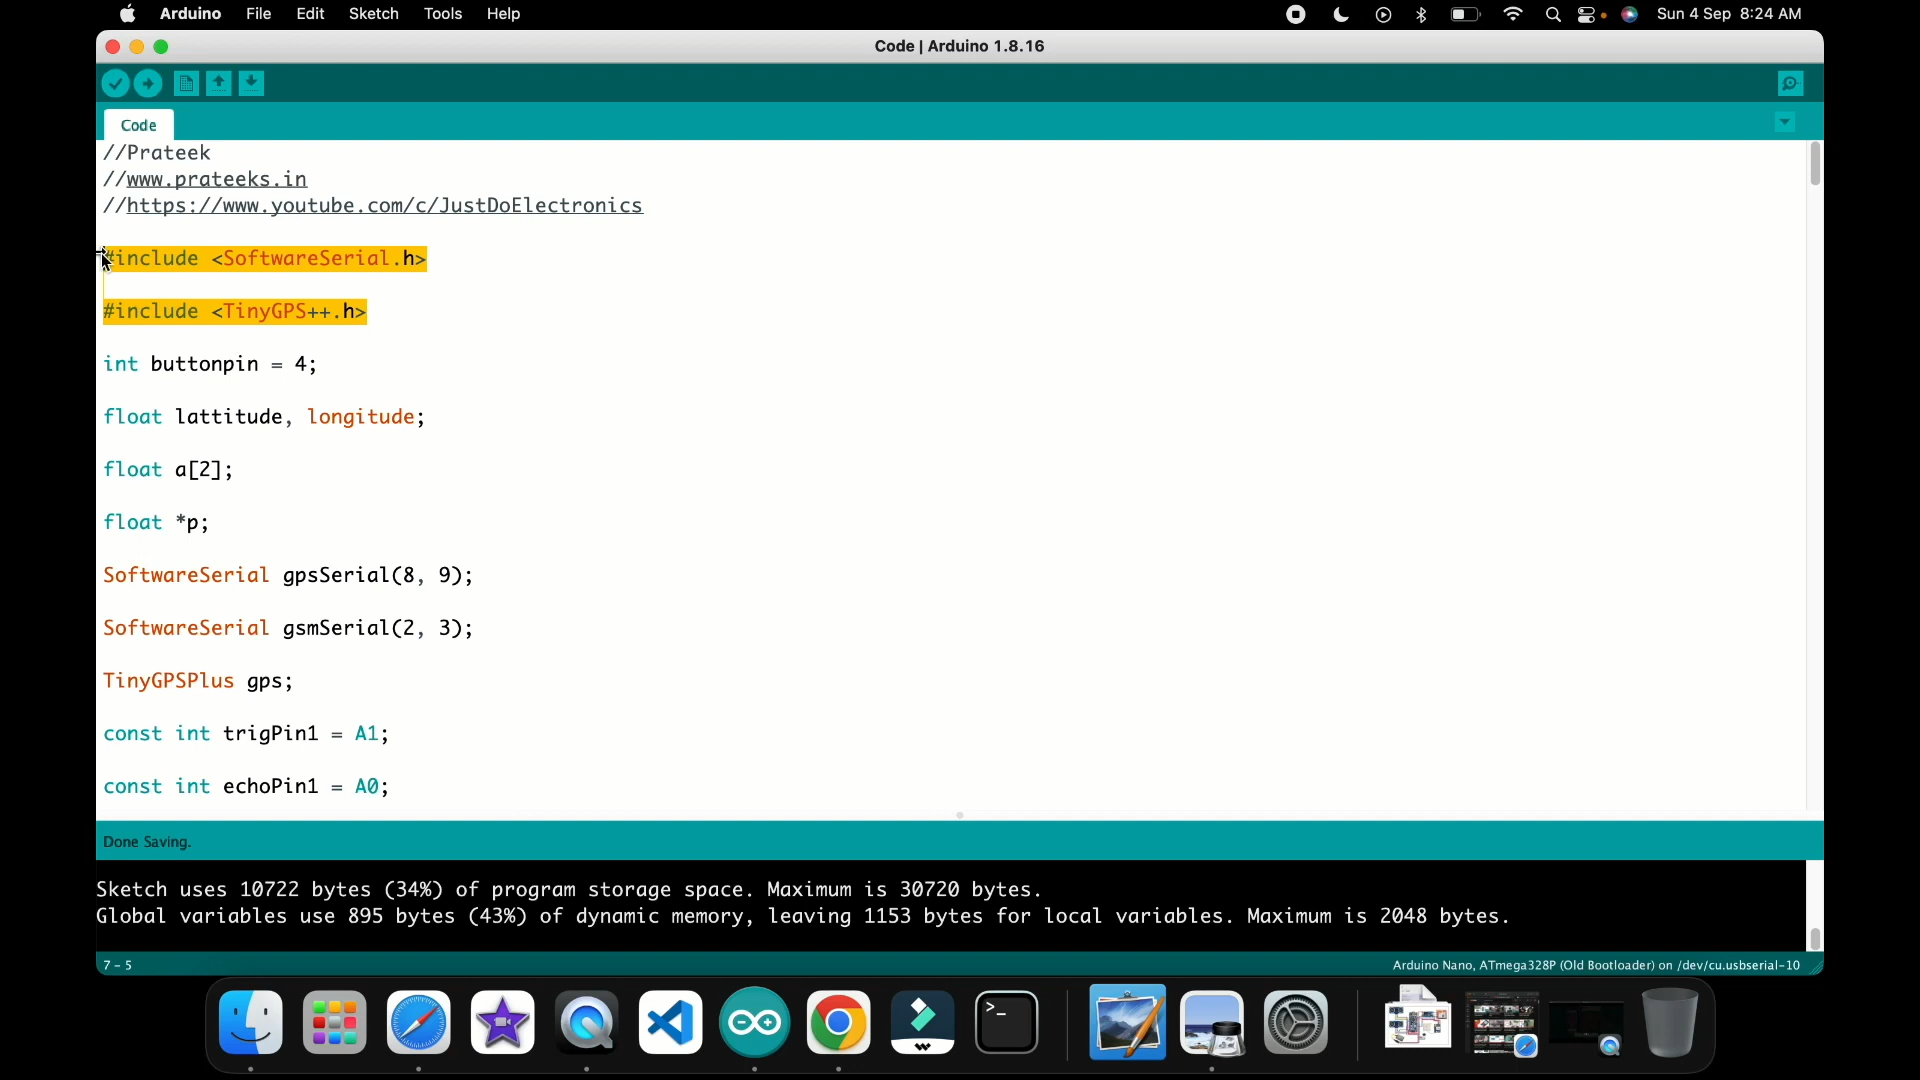 Arduino File Edit Sketch Tools Help
Sun 4 Sep 8:24 AM
Code | Arduino 1.8.16
Code
//Prateek
//www.prateeks.in
//https://www.youtube.com/c/JustDoElectronics
#include <SoftwareSerial.h>
#include <TinyGPS++.h>
int buttonpin = 4;
float lattitude, longitude;
float a[2];
float *p;
SoftwareSerial gpsSerial(8, 9);
SoftwareSerial gsmSerial(2, 3);
TinyGPSPlus gps;
const int trigPin1 = A1;
const int echoPin1 = A0;
Done Saving.
Sketch uses 10722 bytes (34%) of program storage space. Maximum is 30720 bytes.
Global variables use 895 bytes (43%) of dynamic memory, leaving 1153 bytes for local variables. Maximum is 2048 bytes.
7 - 5
Arduino Nano, ATmega328P (Old Bootloader) on /dev/cu.usbserial-10